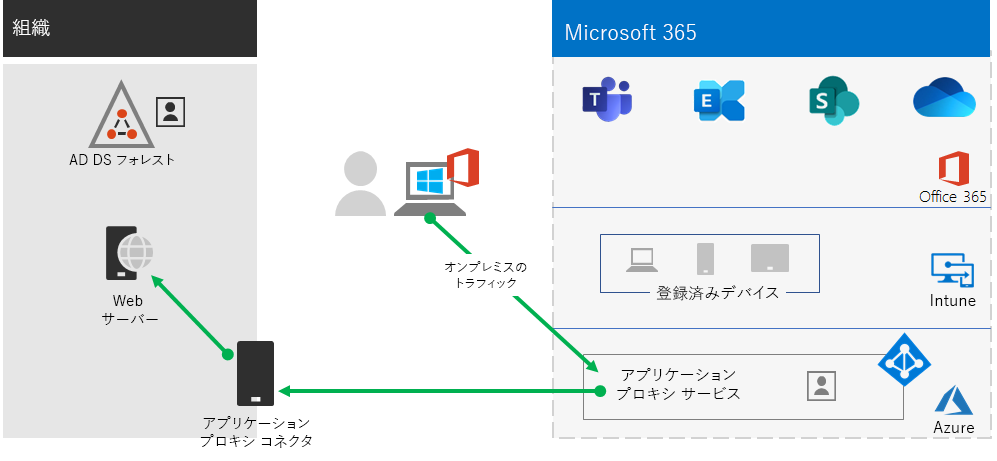 組織
Microsoft 365
T
E
S
AD DS フォレスト
Office 365
オンプレミスの
トラフィック
登録済みデバイス
Intune
Web
サーバー
アプリケーション
プロキシ サービス
Azure
アプリケーション
プロキシ コネクタ